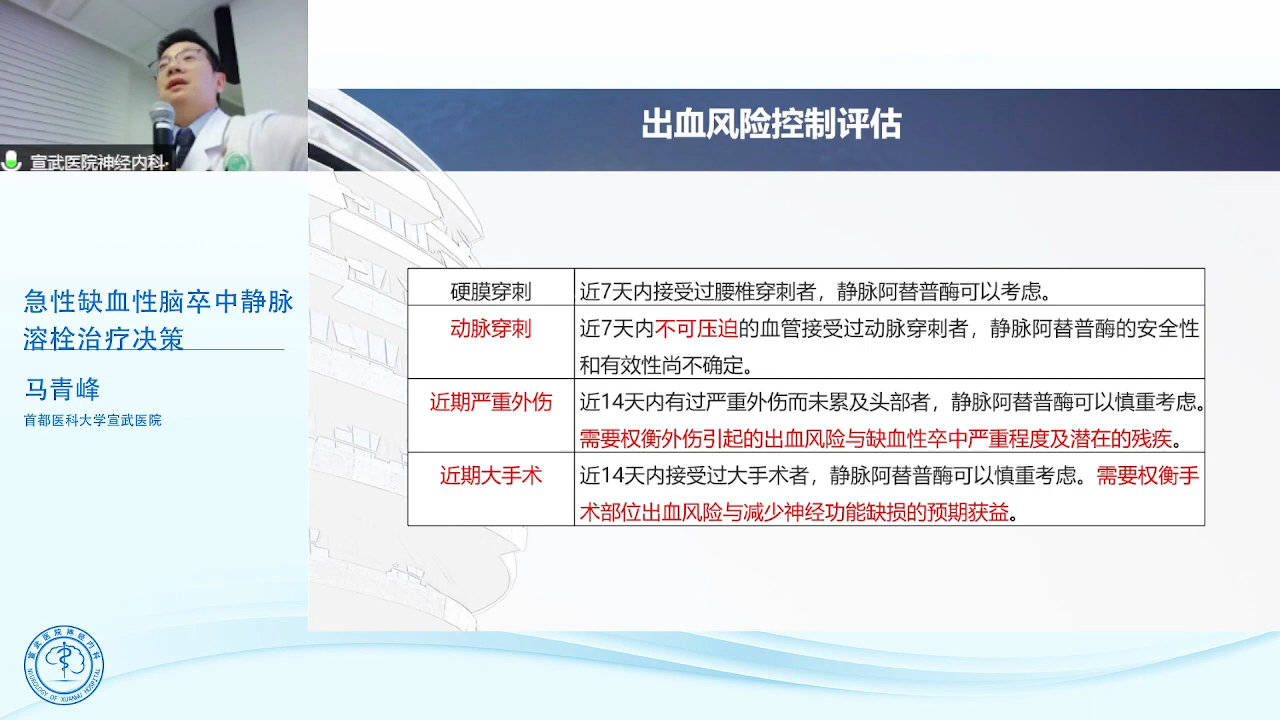 宣武医院神经内科
出血风险控制评估
急性缺血性脑卒中静脉
溶栓治疗决策
马青峰
首都医科大学宣武医院
硬膜穿刺
近7天内接受过腰椎穿刺者，静脉阿替普酶可以考虑。
动脉穿刺
近7天内不可压迫的血管接受过动脉穿刺者，静脉阿替普酶的安全性
和有效性尚不确定。
近期严重外伤
近14天内有过严重外伤而未累及头部者，静脉阿替普酶可以慎重考虑。
需要权衡外伤引起的出血风险与缺血性卒中严重程度及潜在的残疾。
近期大手术
近14天内接受过大手术者，静脉阿替普酶可以慎重考虑。需要权衡手
术部位出血风险与减少神经功能缺损的预期获益。
宣武医院神经内科
NEUROLOGY OF XUANWU HOSPITAL